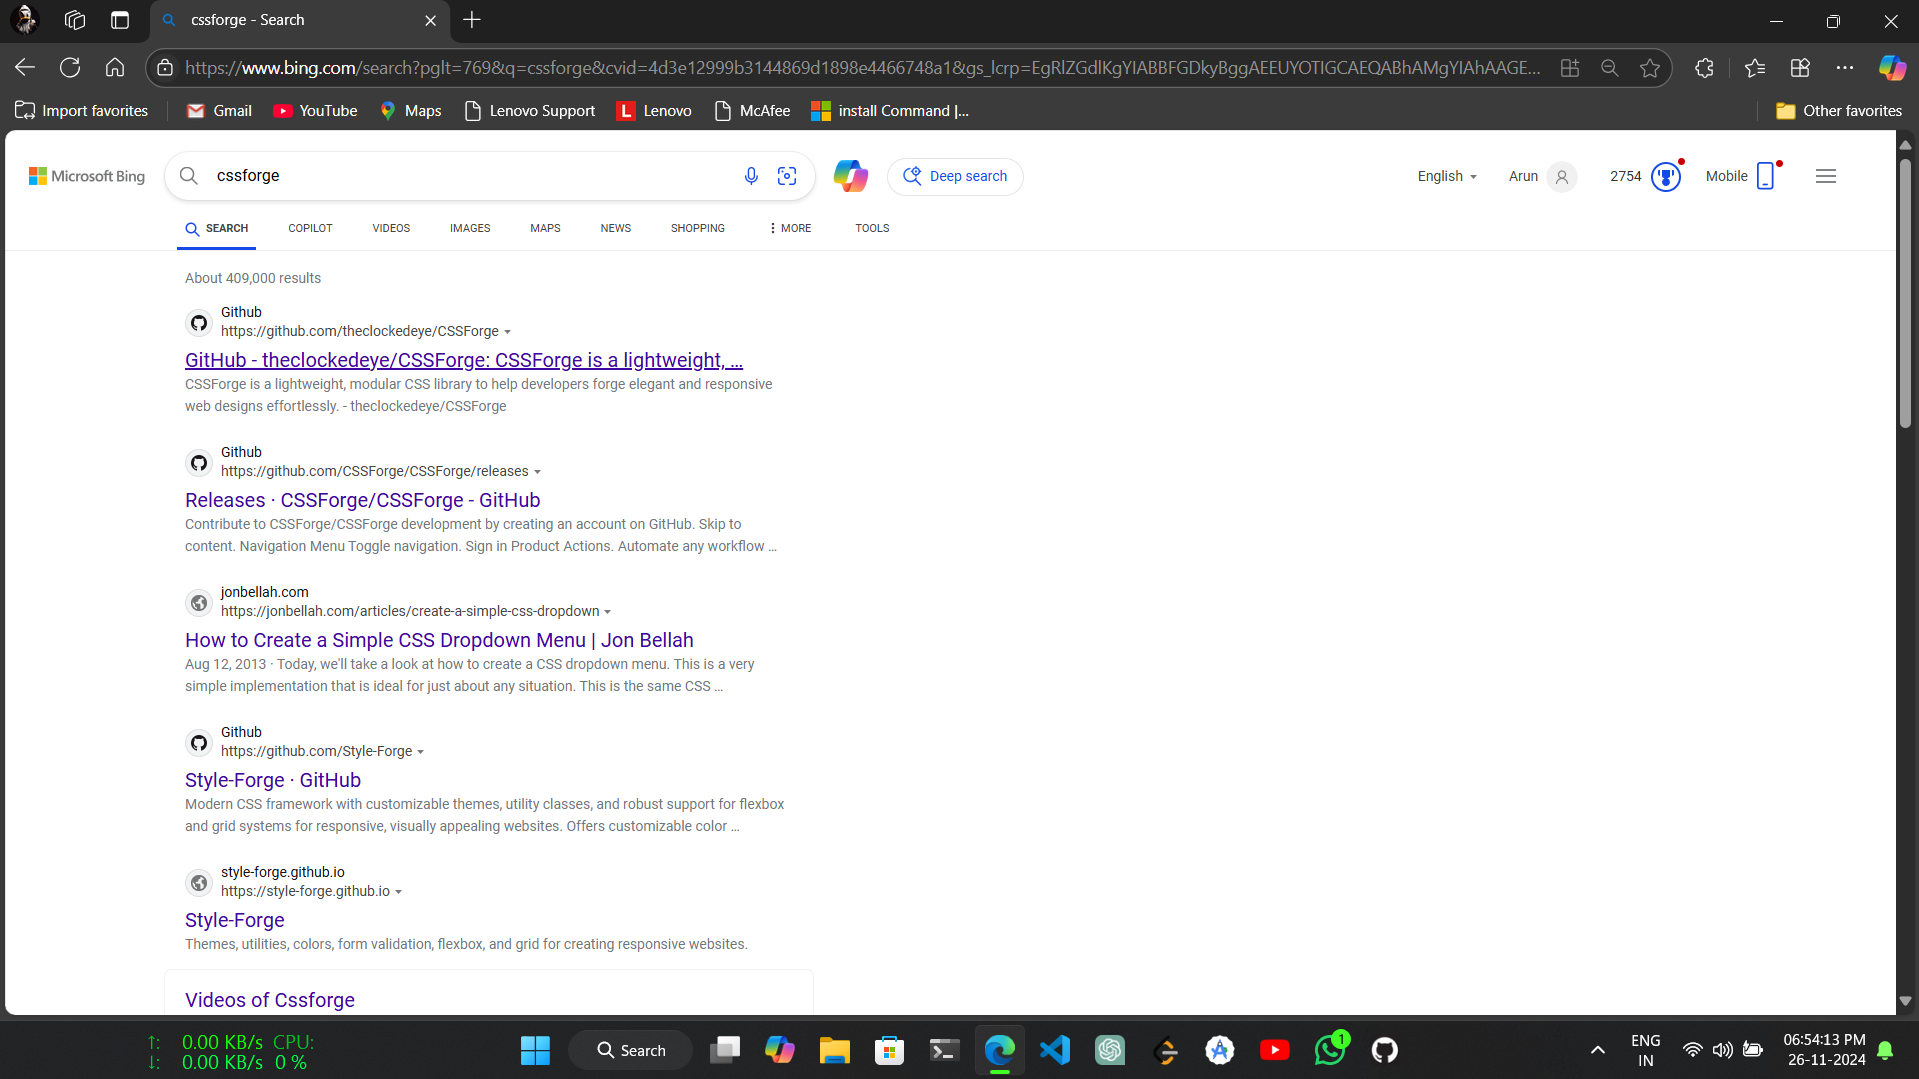 cssforge - Search
https://www.bing.com/search?pglt=769&q=cssforge&cvid=4d3e12999b3144869d1898e4466748a1&gs_lcrp=EgRlZGdlKgYIABBFGDkyBggAEEUYOTIGCAEQABhAMgYIAhAAGE...
Import favorites
Gmail
YouTube
Maps
Lenovo Support
Lenovo
McAfee
install Command |...
Other favorites
Microsoft Bing
cssforge
Deep search
English
Arun
2754
Mobile
SEARCH
COPILOT
VIDEOS
IMAGES
MAPS
NEWS
SHOPPING
MORE
TOOLS
About 409,000 results
Github
https://github.com/theclockedeye/CSSForge
GitHub - theclockedeye/CSSForge: CSSForge is a lightweight, ...
CSSForge is a lightweight, modular CSS library to help developers forge elegant and responsive
web designs effortlessly. - theclockedeye/CSSForge
Github
https://github.com/CSSForge/CSSForge/releases
Releases · CSSForge/CSSForge - GitHub
Contribute to CSSForge/CSSForge development by creating an account on GitHub. Skip to
content. Navigation Menu Toggle navigation. Sign in Product Actions. Automate any workflow ...
jonbellah.com
https://jonbellah.com/articles/create-a-simple-css-dropdown
How to Create a Simple CSS Dropdown Menu | Jon Bellah
Aug 12, 2013 · Today, we'll take a look at how to create a CSS dropdown menu. This is a very
simple implementation that is ideal for just about any situation. This is the same CSS ...
Github
https://github.com/Style-Forge
Style-Forge · GitHub
Modern CSS framework with customizable themes, utility classes, and robust support for flexbox
and grid systems for responsive, visually appealing websites. Offers customizable color ...
style-forge.github.io
https://style-forge.github.io
Style-Forge
Themes, utilities, colors, form validation, flexbox, and grid for creating responsive websites.
Videos of Cssforge
↑: 0.00 KB/s CPU:
↓: 0.00 KB/s 0 %
Search
1
ENG
IN
06:54:13 PM
26-11-2024